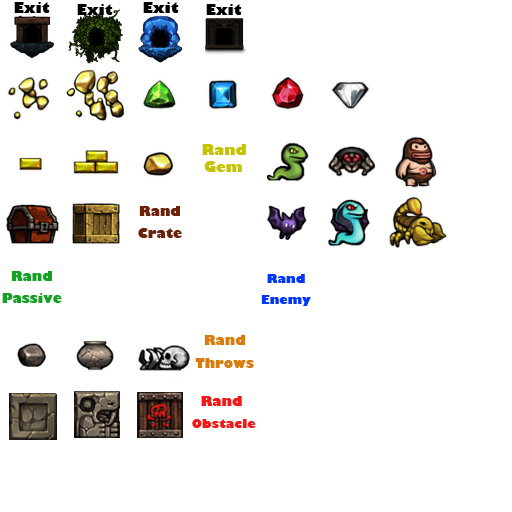 Exit
Exit
Exit
Exit
Rand
Gem
Rand
Crate
Rand
Passive
Rand
Enemy
Rand
Throws
Rand
Obstacle